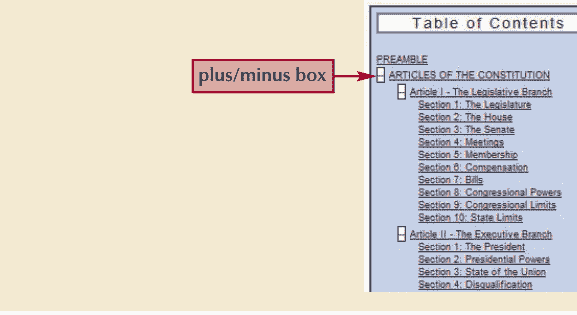 Table of Contents
PREAMBLE
plus/minus box
ARTICLES OF THE CONSTITUTION
Article I - The Legislative Branch
Section 1: The Legislature
Section 2: The House
Section 3: The Senate
Section 4: Meetings
Section 5: Membership
Section 6: Compensation
Section 7: Bills
Section 8: Congressional Powers
Section 9: Congressional Limits
Section 10: State Limits
Article II - The Executive Branch
Section 1: The President
Section 2: Presidential Powers
Section 3: State of the Union
Section 4: Disqualification